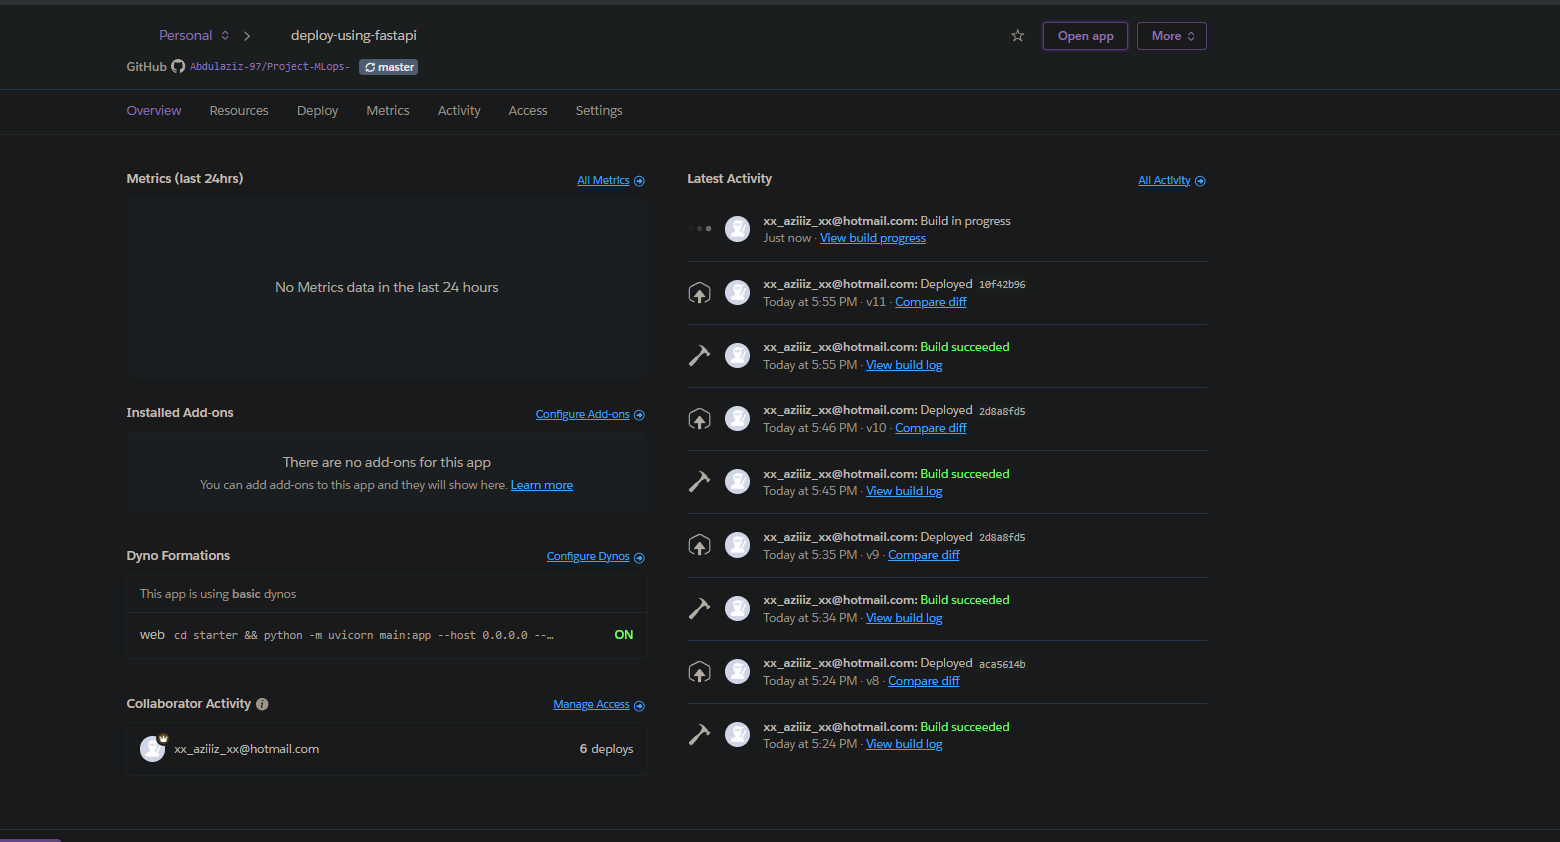 Personal
deploy-using-fastapi
Open app
More
GitHub Abdulaziz-97/Project-MLops- master
Overview Resources Deploy Metrics Activity Access Settings
Metrics (last 24hrs)
All Metrics
No Metrics data in the last 24 hours
Installed Add-ons
Configure Add-ons
There are no add-ons for this app
You can add add-ons to this app and they will show here. Learn more
Dyno Formations
Configure Dynos
This app is using basic dynos
web cd starter && python -m uvicorn main:app --host 0.0.0.0 --… ON
Collaborator Activity
Manage Access
xx_aziiiz_xx@hotmail.com 6 deploys
Latest Activity
All Activity
xx_aziiiz_xx@hotmail.com: Build in progress
Just now · View build progress
xx_aziiiz_xx@hotmail.com: Deployed 10f42b96
Today at 5:55 PM · v11 · Compare diff
xx_aziiiz_xx@hotmail.com: Build succeeded
Today at 5:55 PM · View build log
xx_aziiiz_xx@hotmail.com: Deployed 2d8a8fd5
Today at 5:46 PM · v10 · Compare diff
xx_aziiiz_xx@hotmail.com: Build succeeded
Today at 5:45 PM · View build log
xx_aziiiz_xx@hotmail.com: Deployed 2d8a8fd5
Today at 5:35 PM · v9 · Compare diff
xx_aziiiz_xx@hotmail.com: Build succeeded
Today at 5:34 PM · View build log
xx_aziiiz_xx@hotmail.com: Deployed aca5614b
Today at 5:24 PM · v8 · Compare diff
xx_aziiiz_xx@hotmail.com: Build succeeded
Today at 5:24 PM · View build log